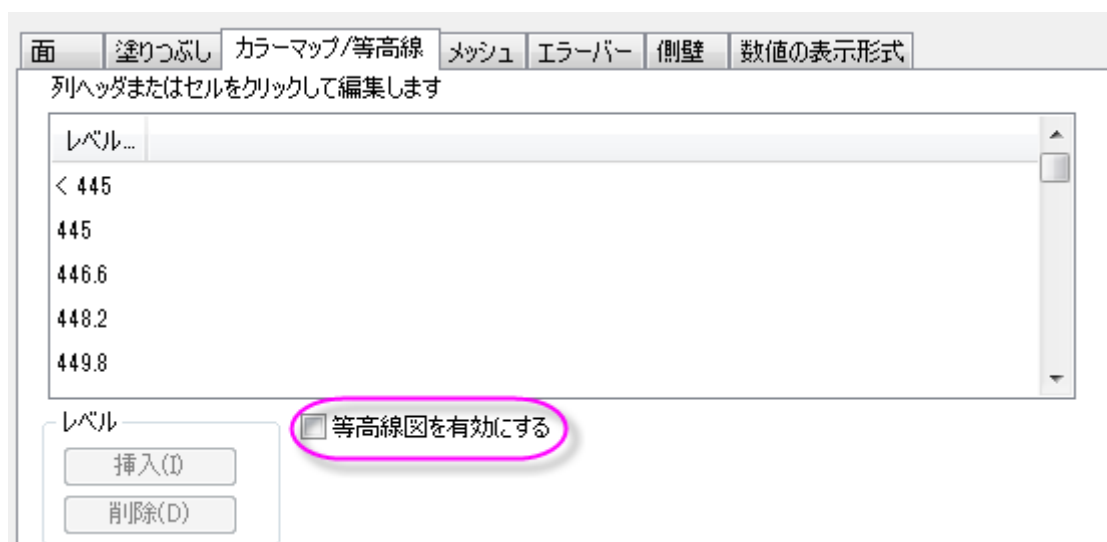 面 塗りつぶし カラーマップ/等高線 メッシュ エラーバー 側壁 数値の表示形式
列ヘッダまたはセルをクリックして編集します
レベル...
< 445
445
446.6
448.2
449.8
レベル
等高線図を有効にする
挿入(I)
削除(D)